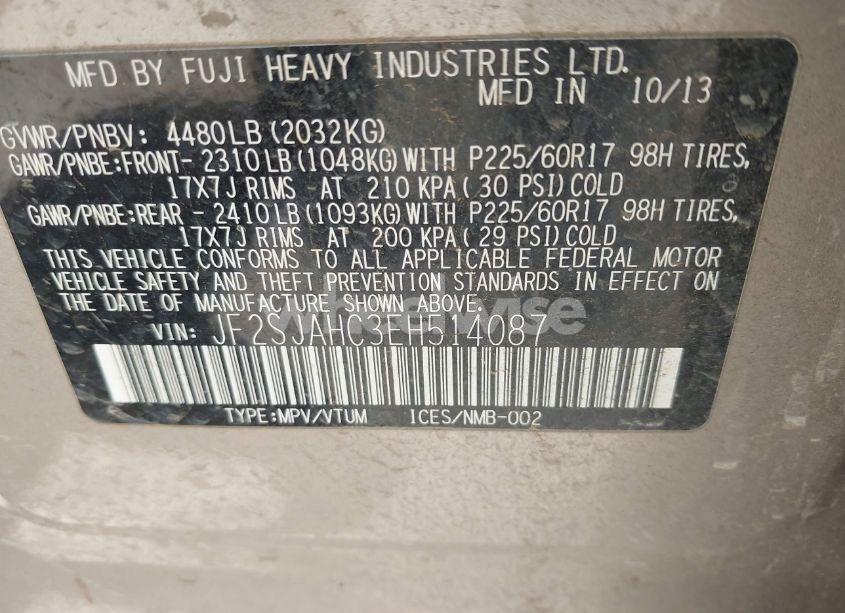 MFD BY FUJI HEAVY INDUSTRIES LTD.
MFD IN 10/13
GVWR/PNBV: 4480LB (2032KG)
GAWR/PNBE:FRONT- 2310LB (1048KG) WITH P225/60R17 98H TIRES,
17X7J RIMS AT 210 KPA (30 PSI) COLD
GAWR/PNBE:REAR - 2410LB (1093KG) WITH P225/60R17 98H TIRES,
17X7J RIMS AT 200 KPA (29 PSI) COLD
THIS VEHICLE CONFORMS TO ALL APPLICABLE FEDERAL MOTOR
VEHICLE SAFETY AND THEFT PREVENTION STANDARDS IN EFFECT ON
THE DATE OF MANUFACTURE SHOWN ABOVE.
wheelwise
VIN: JF2SJAHC3EH514087
TYPE:MPV/VTUM ICES/NMB-002